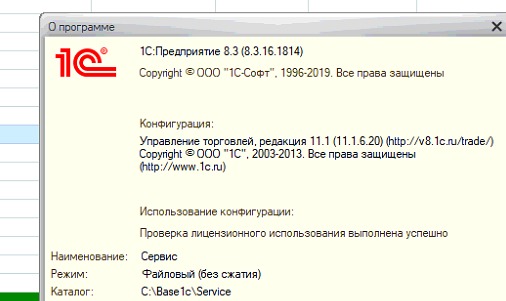 О программе
1С:Предприятие 8.3 (8.3.16.1814)
1С®
Copyright © ООО "1С-Софт", 1996-2019. Все права защищены
Конфигурация:
Управление торговлей, редакция 11.1 (11.1.6.20) (http://v8.1c.ru/trade/)
Copyright © ООО "1С", 2003-2013. Все права защищены
(http://www.1c.ru)
Использование конфигурации:
Проверка лицензионного использования выполнена успешно
Наименование: Сервис
Режим: Файловый (без сжатия)
Каталог: C:\Base1c\Service